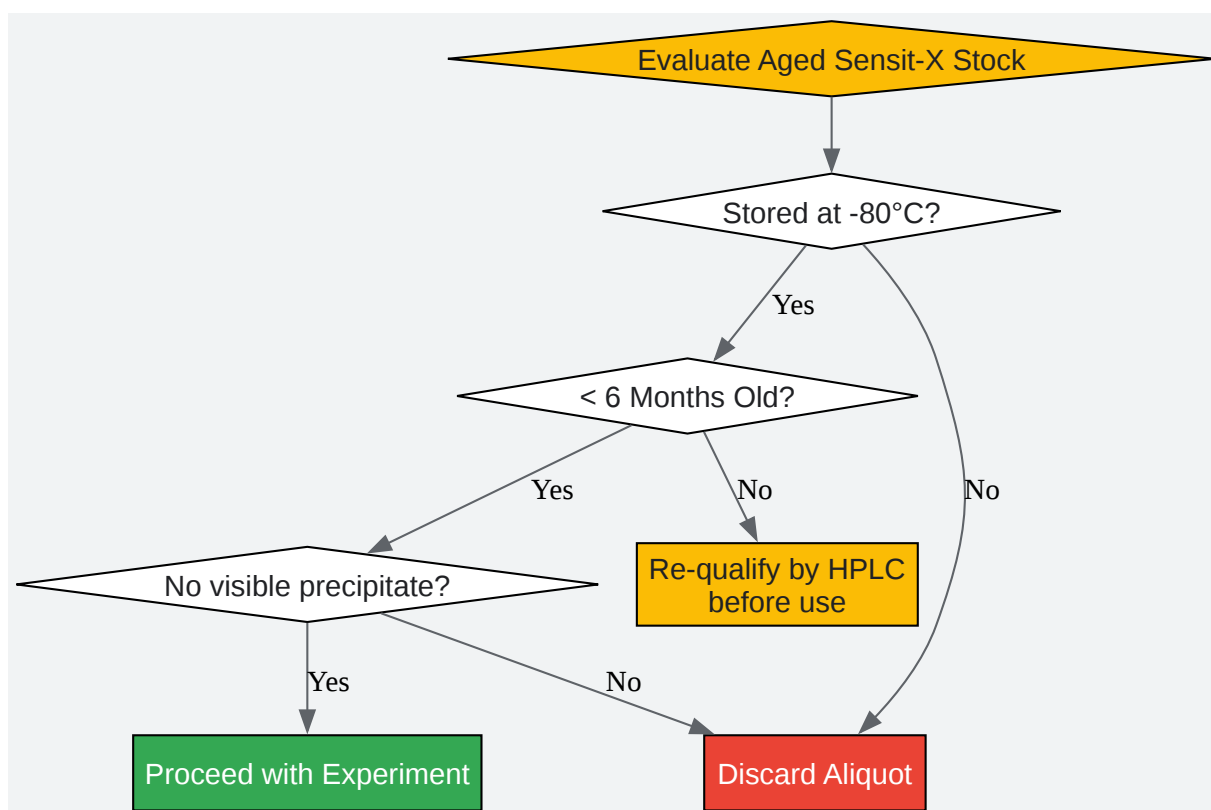 Evaluate Aged Sensit-X Stock
Stored at -80°C?
Yes
< 6 Months Old?
Yes
No
No
No visible precipitate?
Re-qualify by HPLC
before use
Yes
No
Proceed with Experiment
Discard Aliquot